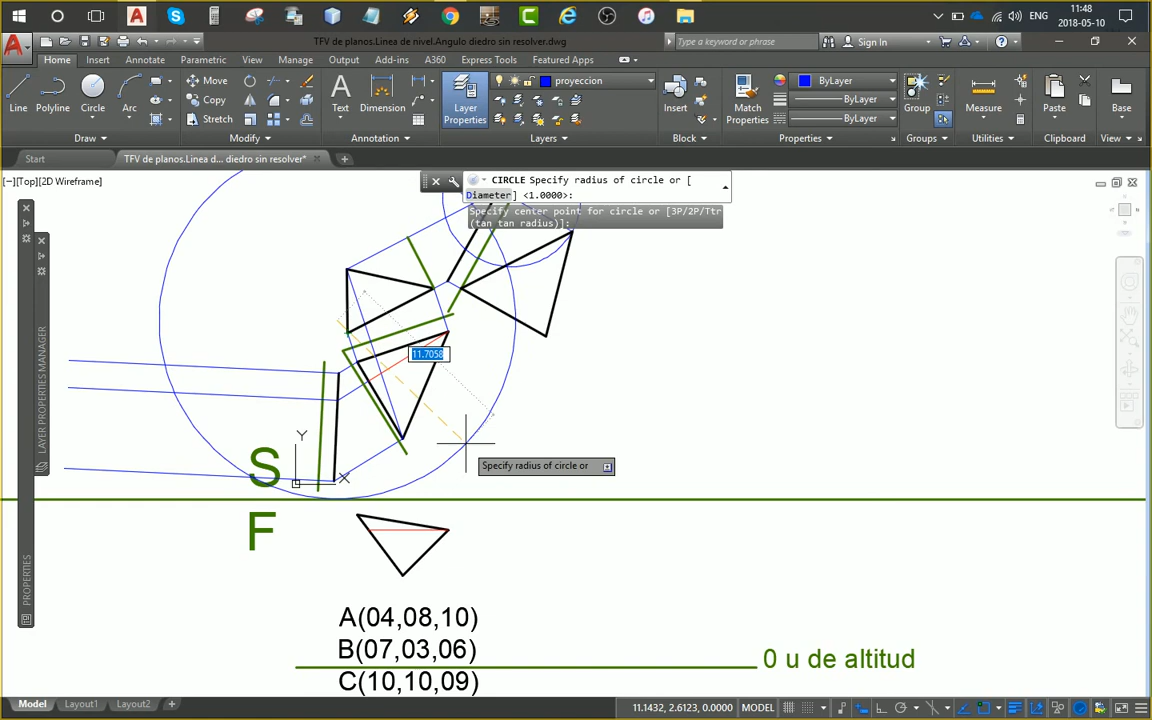 11:48
ENG
2018-05-10
TFV de planos.Linea de nivel.Angulo diedro sin resolver.dwg
Type a keyword or phrase
Sign In
Home Insert Annotate Parametric View Manage Output A360 Express Tools Featured Apps
Line Polyline Circle Arc
Move
Copy
Stretch
Text Dimension
Layer
Properties
proyeccion
Insert
Match
Properties
ByLayer
ByLayer
ByLayer
Group Measure Paste Base
Draw Modify Annotation Layers Block Properties Groups Utilities Clipboard View
Start TFV de planos.Linea d... diedro sin resolver*
[−][Top][2D Wireframe]
CIRCLE Specify radius of circle or [
Diameter] <1.0000>:
Specify center point for circle or [3P/2P/Ttr
(tan tan radius)]:
11.7058
Specify radius of circle or
LAYER PROPERTIES MANAGER
PROPERTIES
Y
X
S
F
A(04,08,10)
B(07,03,06)
0 u de altitud
C(10,10,09)
Model Layout1 Layout2
11.1432, 2.6123, 0.0000 MODEL